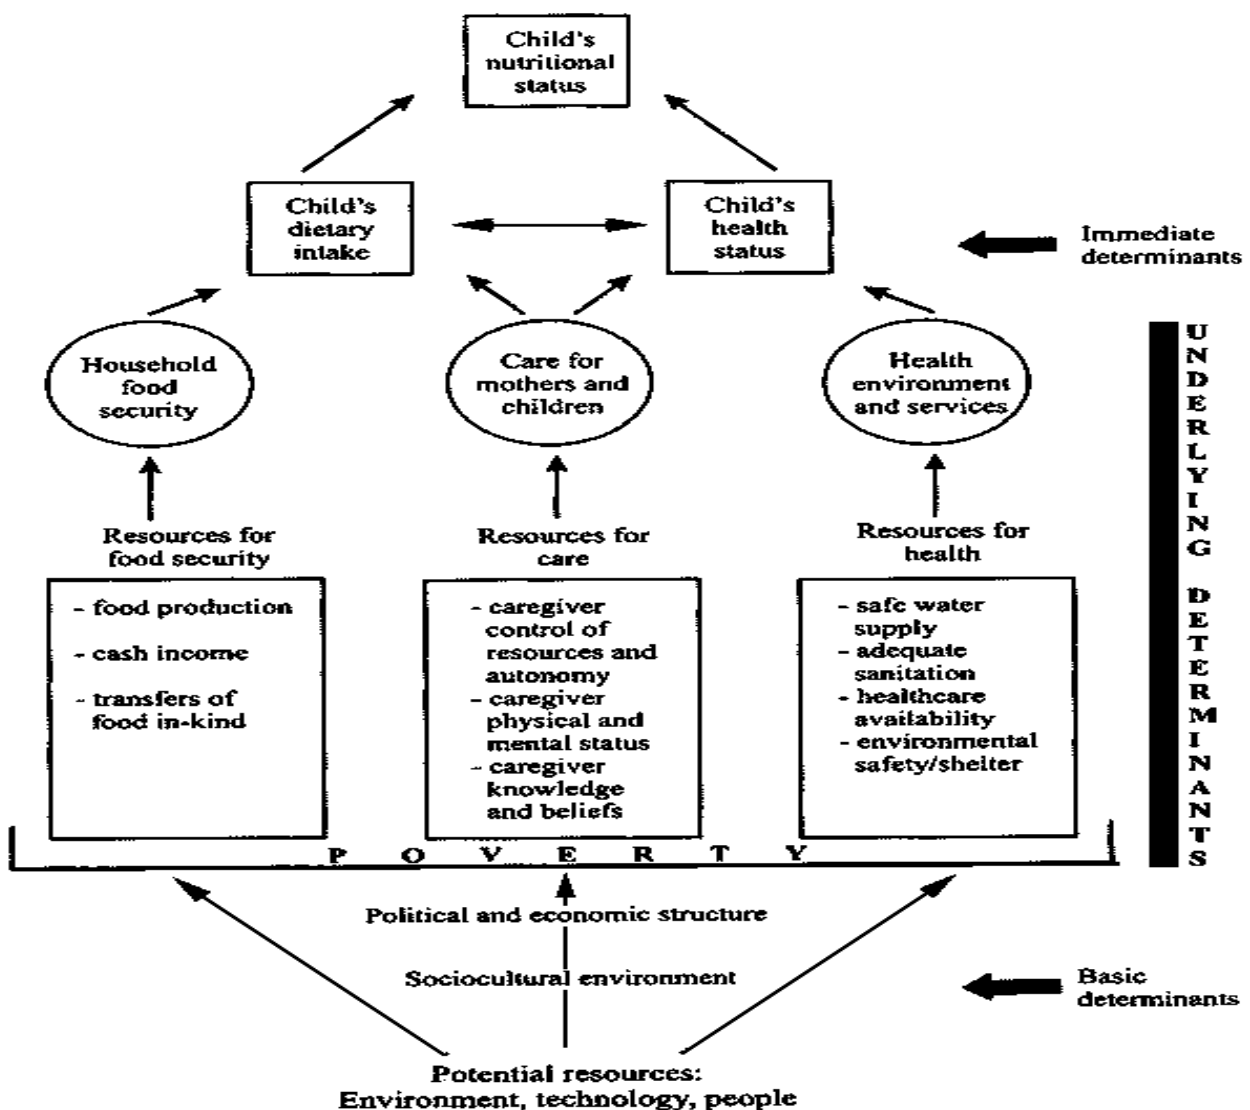 Child's
nutritional
status
Child's
dietary
intake
Child's
health
status
Immediate
determinants
Household
food
security
Care for
mothers and
children
Health
environment
and services
UNDERLYING DETERMINANTS
Resources for
food security
Resources for
care
Resources for
health
- food production
- cash income
- transfers of
food in-kind
- caregiver
control of
resources and
autonomy
- caregiver
physical and
mental status
- caregiver
knowledge
and beliefs
- safe water
supply
- adequate
sanitation
- healthcare
availability
- environmental
safety/shelter
POVERTY
Political and economic structure
Sociocultural environment
Basic
determinants
Potential resources:
Environment, technology, people